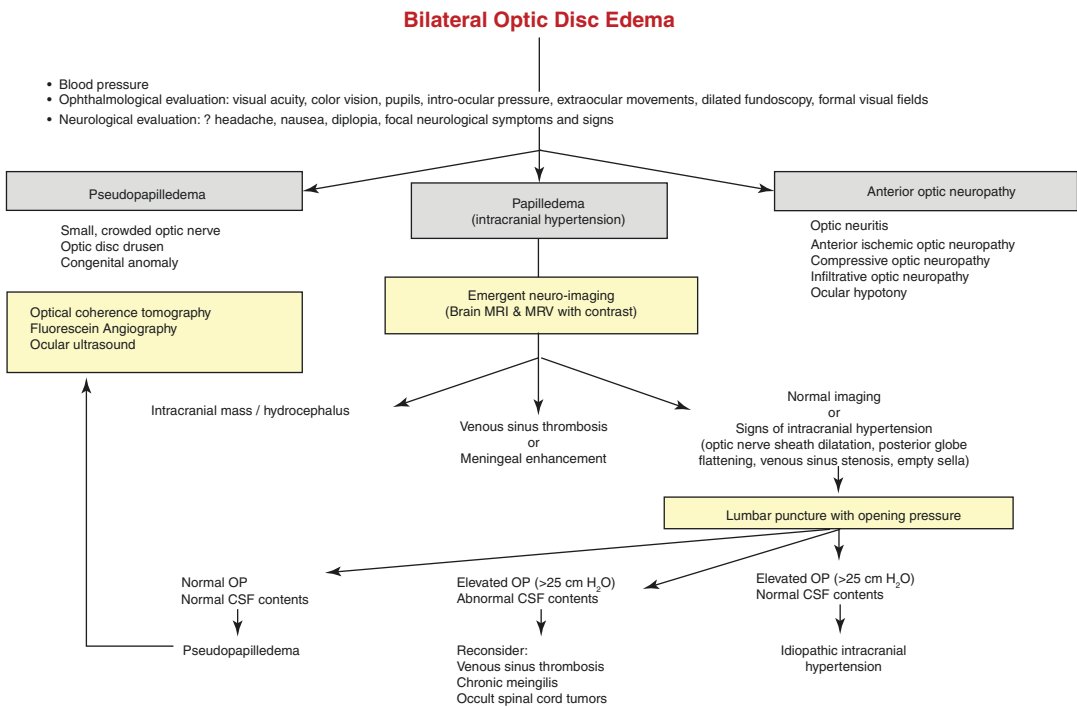 Bilateral Optic Disc Edema
• Blood pressure
• Ophthalmological evaluation: visual acuity, color vision, pupils, intro-ocular pressure, extraocular movements, dilated fundoscopy, formal visual fields
• Neurological evaluation: ? headache, nausea, diplopia, focal neurological symptoms and signs
Pseudopapilledema
Small, crowded optic nerve
Optic disc drusen
Congenital anomaly
Optical coherence tomography
Fluorescein Angiography
Ocular ultrasound
Papilledema
(intracranial hypertension)
Emergent neuro-imaging
(Brain MRI & MRV with contrast)
Anterior optic neuropathy
Optic neuritis
Anterior ischemic optic neuropathy
Compressive optic neuropathy
Infiltrative optic neuropathy
Ocular hypotony
Intracranial mass / hydrocephalus
Venous sinus thrombosis
or
Meningeal enhancement
Normal imaging
or
Signs of intracranial hypertension
(optic nerve sheath dilatation, posterior globe
flattening, venous sinus stenosis, empty sella)
Lumbar puncture with opening pressure
Normal OP
Normal CSF contents
Pseudopapilledema
Elevated OP (>25 cm H₂O)
Abnormal CSF contents
Reconsider:
Venous sinus thrombosis
Chronic meingilis
Occult spinal cord tumors
Elevated OP (>25 cm H₂O)
Normal CSF contents
Idiopathic intracranial
hypertension